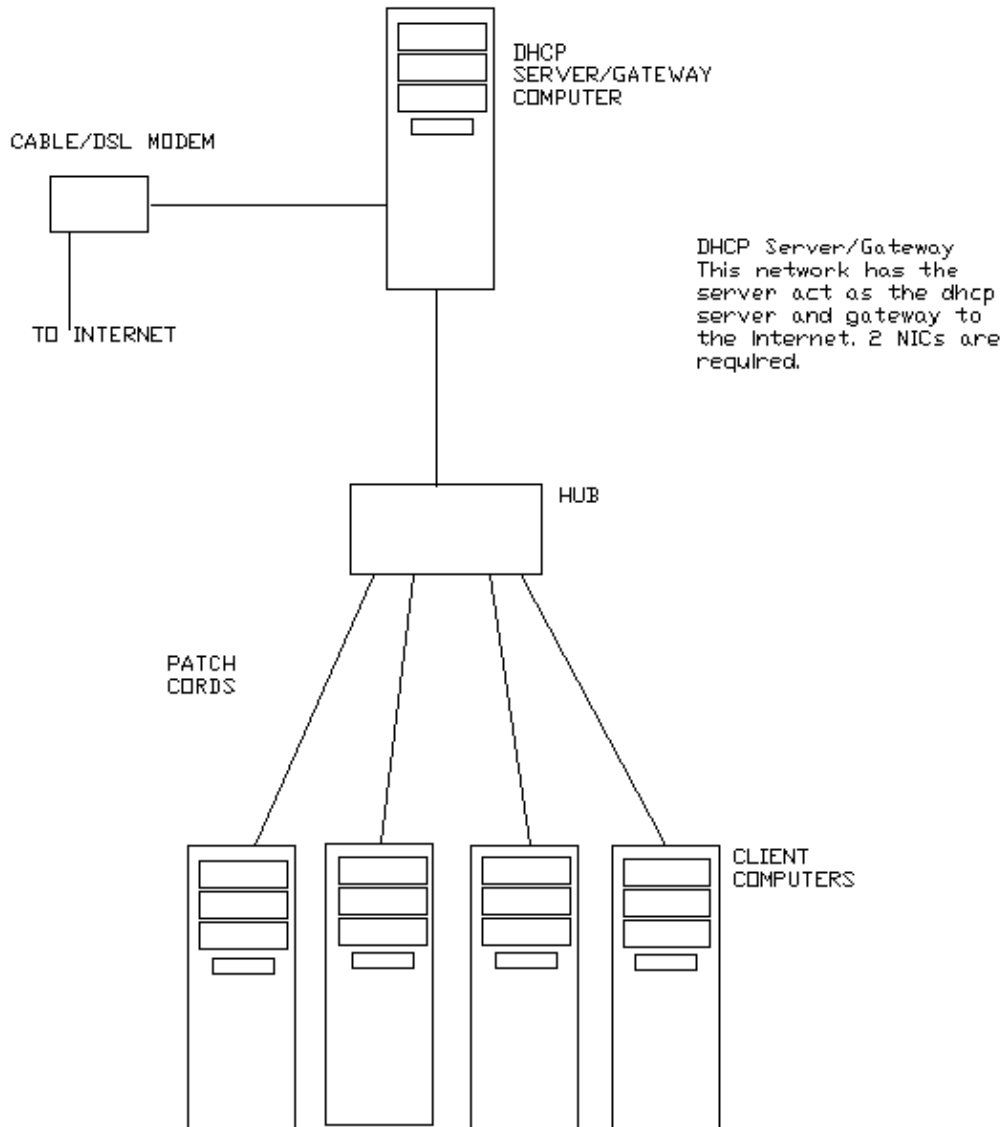 DHCP
SERVER/GATEWAY
COMPUTER
CABLE/DSL MODEM
TO INTERNET
DHCP Server/Gateway
This network has the
server act as the dhcp
server and gateway to
the Internet. 2 NICs are
required.
HUB
PATCH
CORDS
CLIENT
COMPUTERS